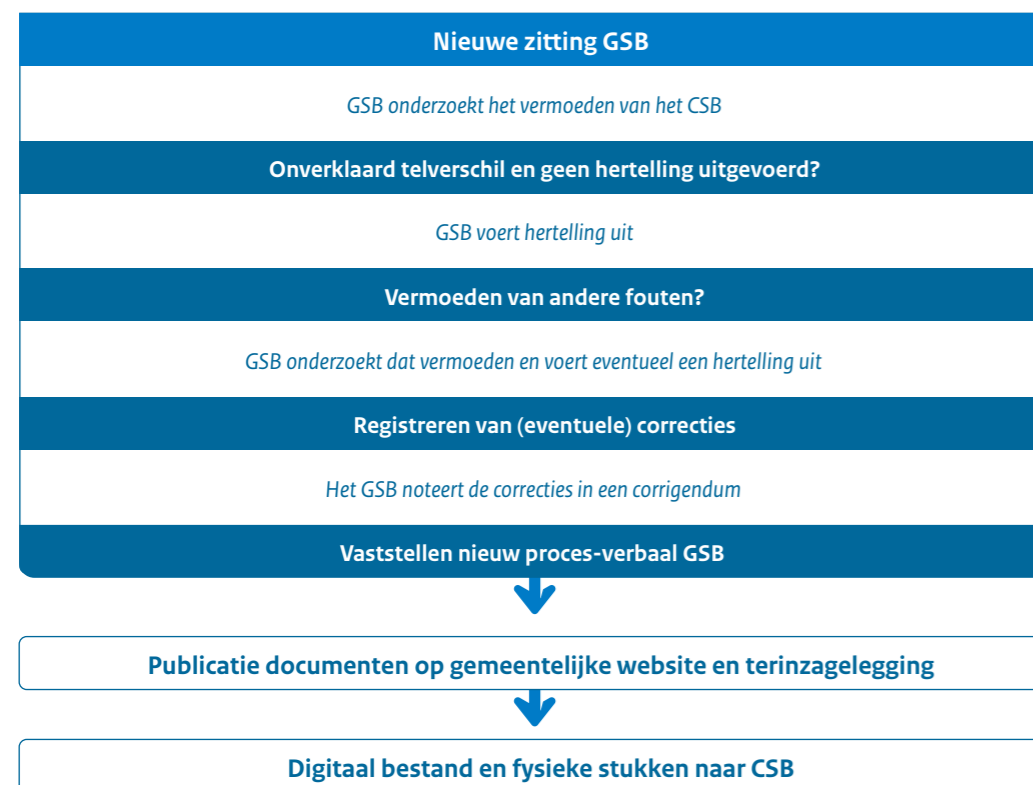 Nieuwe zitting GSB
GSB onderzoekt het vermoeden van het CSB
Onverklaard telverschil en geen hertelling uitgevoerd?
GSB voert hertelling uit
Vermoeden van andere fouten?
GSB onderzoekt dat vermoeden en voert eventueel een hertelling uit
Registreren van (eventuele) correcties
Het GSB noteert de correcties in een corrigendum
Vaststellen nieuw proces-verbaal GSB
Publicatie documenten op gemeentelijke website en terinzagelegging
Digitaal bestand en fysieke stukken naar CSB